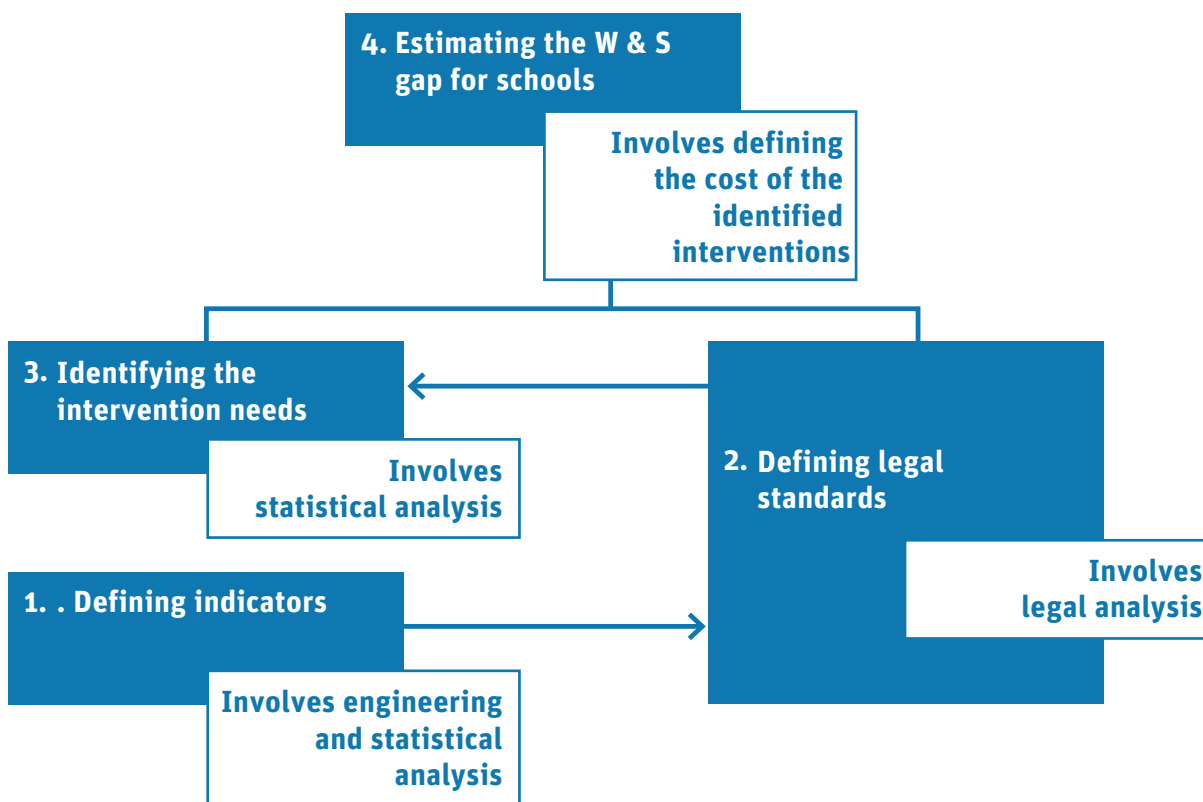 4. Estimating the W & S
gap for schools
Involves defining
the cost of the
identified
interventions
3. Identifying the
intervention needs
Involves
statistical analysis
2. Defining legal
standards
Involves
legal analysis
1. . Defining indicators
Involves engineering
and statistical
analysis